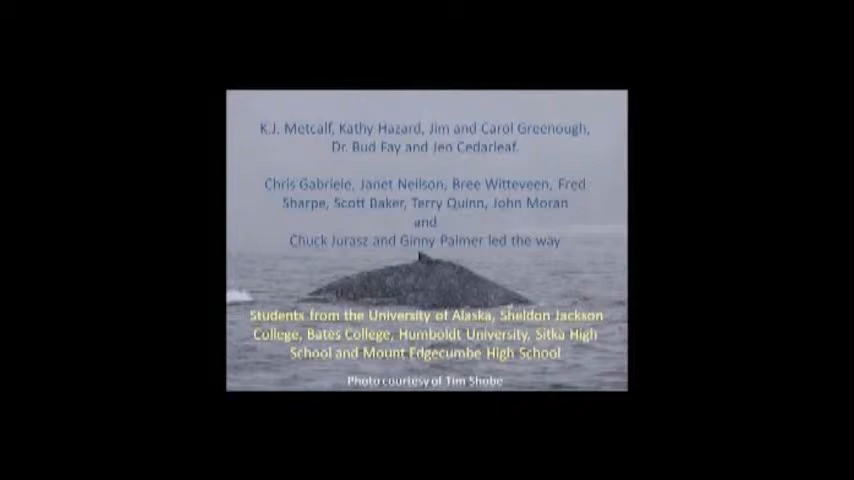 K.J. Metcalf, Kathy Hazard, Jim and Carol Greenough,
Dr. Bud Fay and Jen Cedarleaf.
Chris Gabriele, Janet Neilson, Bree Witteveen, Fred
Sharpe, Scott Baker, Terry Quinn, John Moran
and
Chuck Jurasz and Ginny Palmer led the way
Students from the University of Alaska, Sheldon Jackson
College, Bates College, Humboldt University, Sitka High
School and Mount Edgecumbe High School
Photo courtesy of Tim Shobe